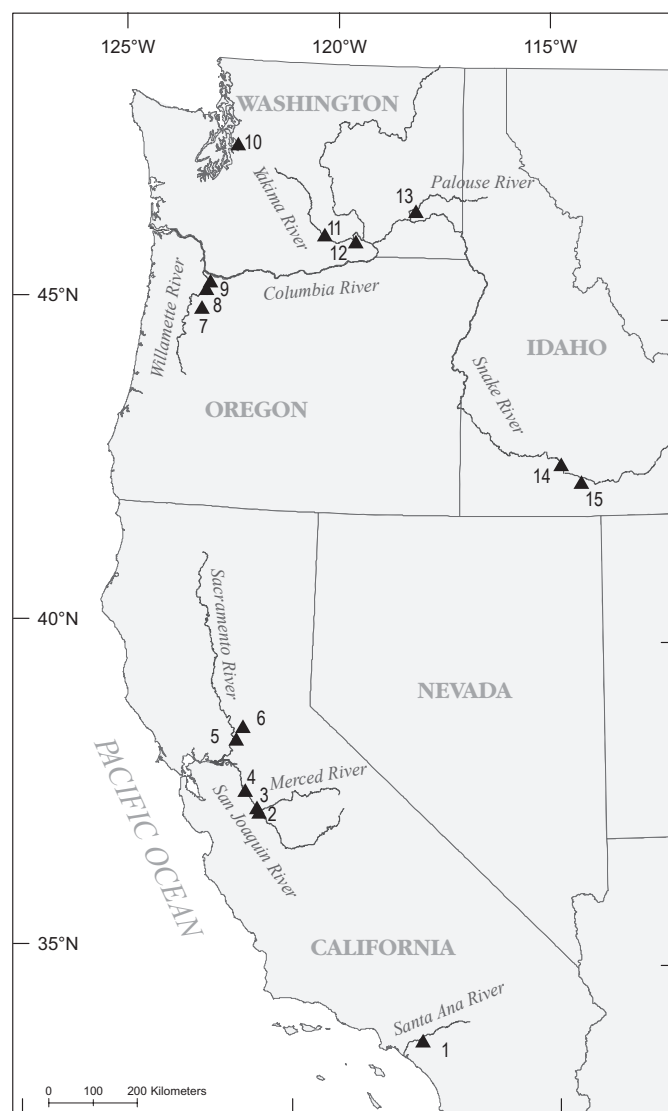 125°W 120°W 115°W
WASHINGTON
10
Yakima River
13
Palouse River
11
12
45°N
Willamette River
9
8
7
Columbia River
IDAHO
Snake River
OREGON
14
15
40°N
Sacramento River
NEVADA
6
5
PACIFIC OCEAN
4
3
Merced River
2
San Joaquin River
35°N
CALIFORNIA
Santa Ana River
1
0 100 200 Kilometers